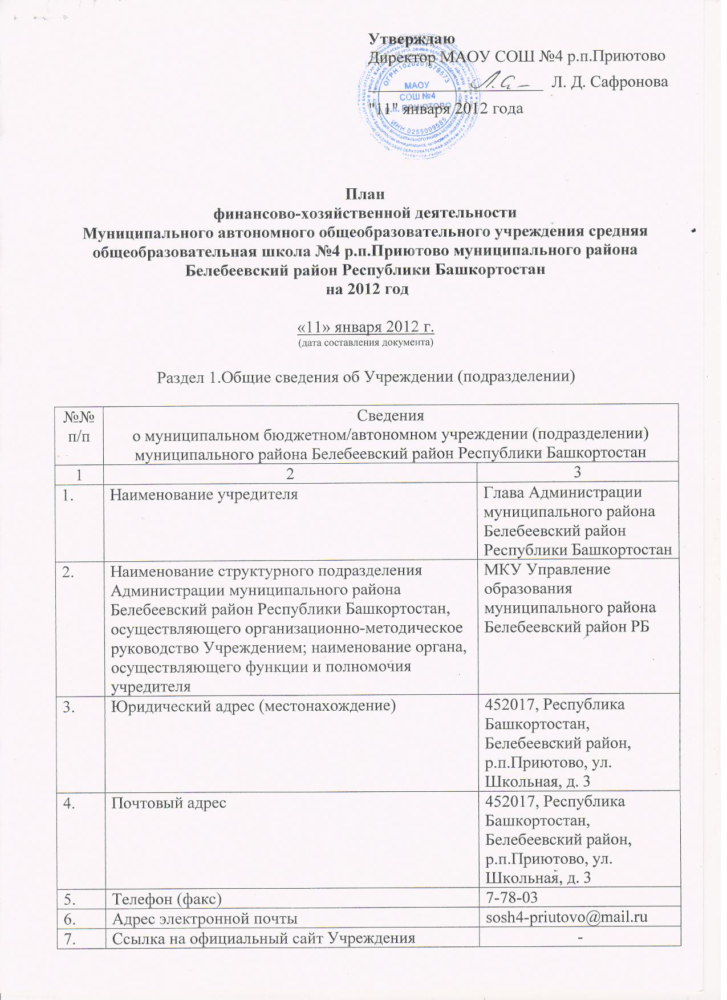 Утверждаю
Директор МАОУ СОШ №4 р.п.Приютово
Л. Д. Сафронова
"11" января 2012 года
ОГРН 1020201579573
МАОУ
СОШ №4
р.п. ПРИЮТОВО
ИНН 0255009585
План
финансово-хозяйственной деятельности
Муниципального автономного общеобразовательного учреждения средняя
общеобразовательная школа №4 р.п.Приютово муниципального района
Белебеевский район Республики Башкортостан
на 2012 год
«11» января 2012 г.
(дата составления документа)
Раздел 1.Общие сведения об Учреждении (подразделении)
№№
п/п
Сведения
о муниципальном бюджетном/автономном учреждении (подразделении)
муниципального района Белебеевский район Республики Башкортостан
1 2 3
1. Наименование учредителя Глава Администрации
муниципального района
Белебеевский район
Республики Башкортостан
2. Наименование структурного подразделения
Администрации муниципального района
Белебеевский район Республики Башкортостан,
осуществляющего организационно-методическое
руководство Учреждением; наименование органа,
осуществляющего функции и полномочия
учредителя
МКУ Управление
образования
муниципального района
Белебеевский район РБ
3. Юридический адрес (местонахождение) 452017, Республика
Башкортостан,
Белебеевский район,
р.п.Приютово, ул.
Школьная, д. 3
4. Почтовый адрес 452017, Республика
Башкортостан,
Белебеевский район,
р.п.Приютово, ул.
Школьная, д. 3
5. Телефон (факс) 7-78-03
6. Адрес электронной почты sosh4-priutovo@mail.ru
7. Ссылка на официальный сайт Учреждения -